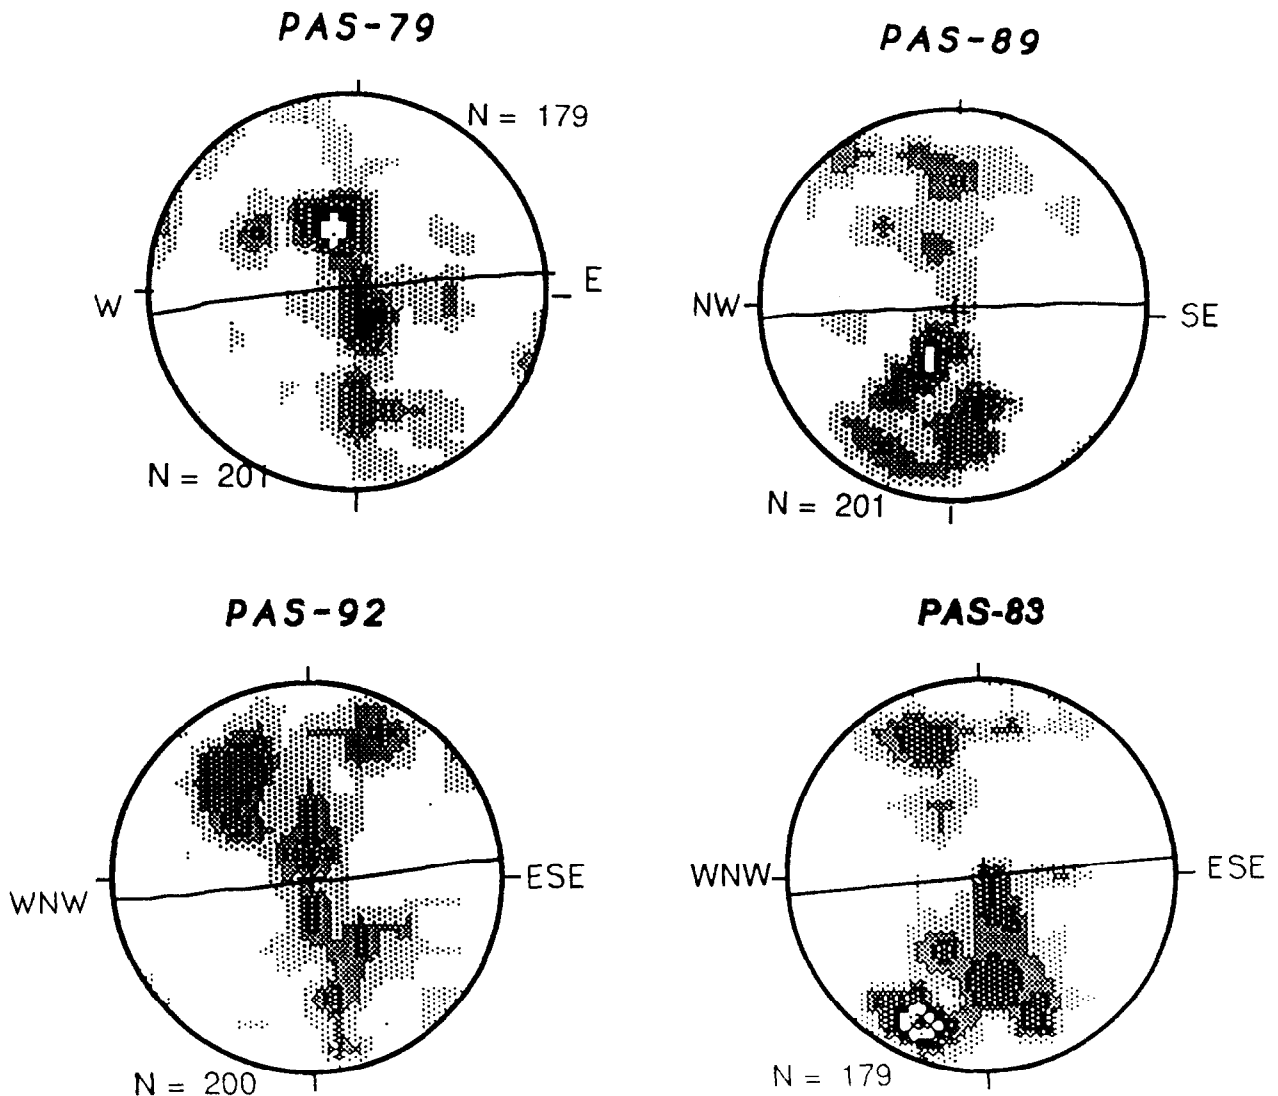 PAS-79
N = 179
W
E
N = 201
PAS-89
NW
SE
N = 201
PAS-92
WNW
ESE
N = 200
PAS-83
WNW
ESE
N = 179